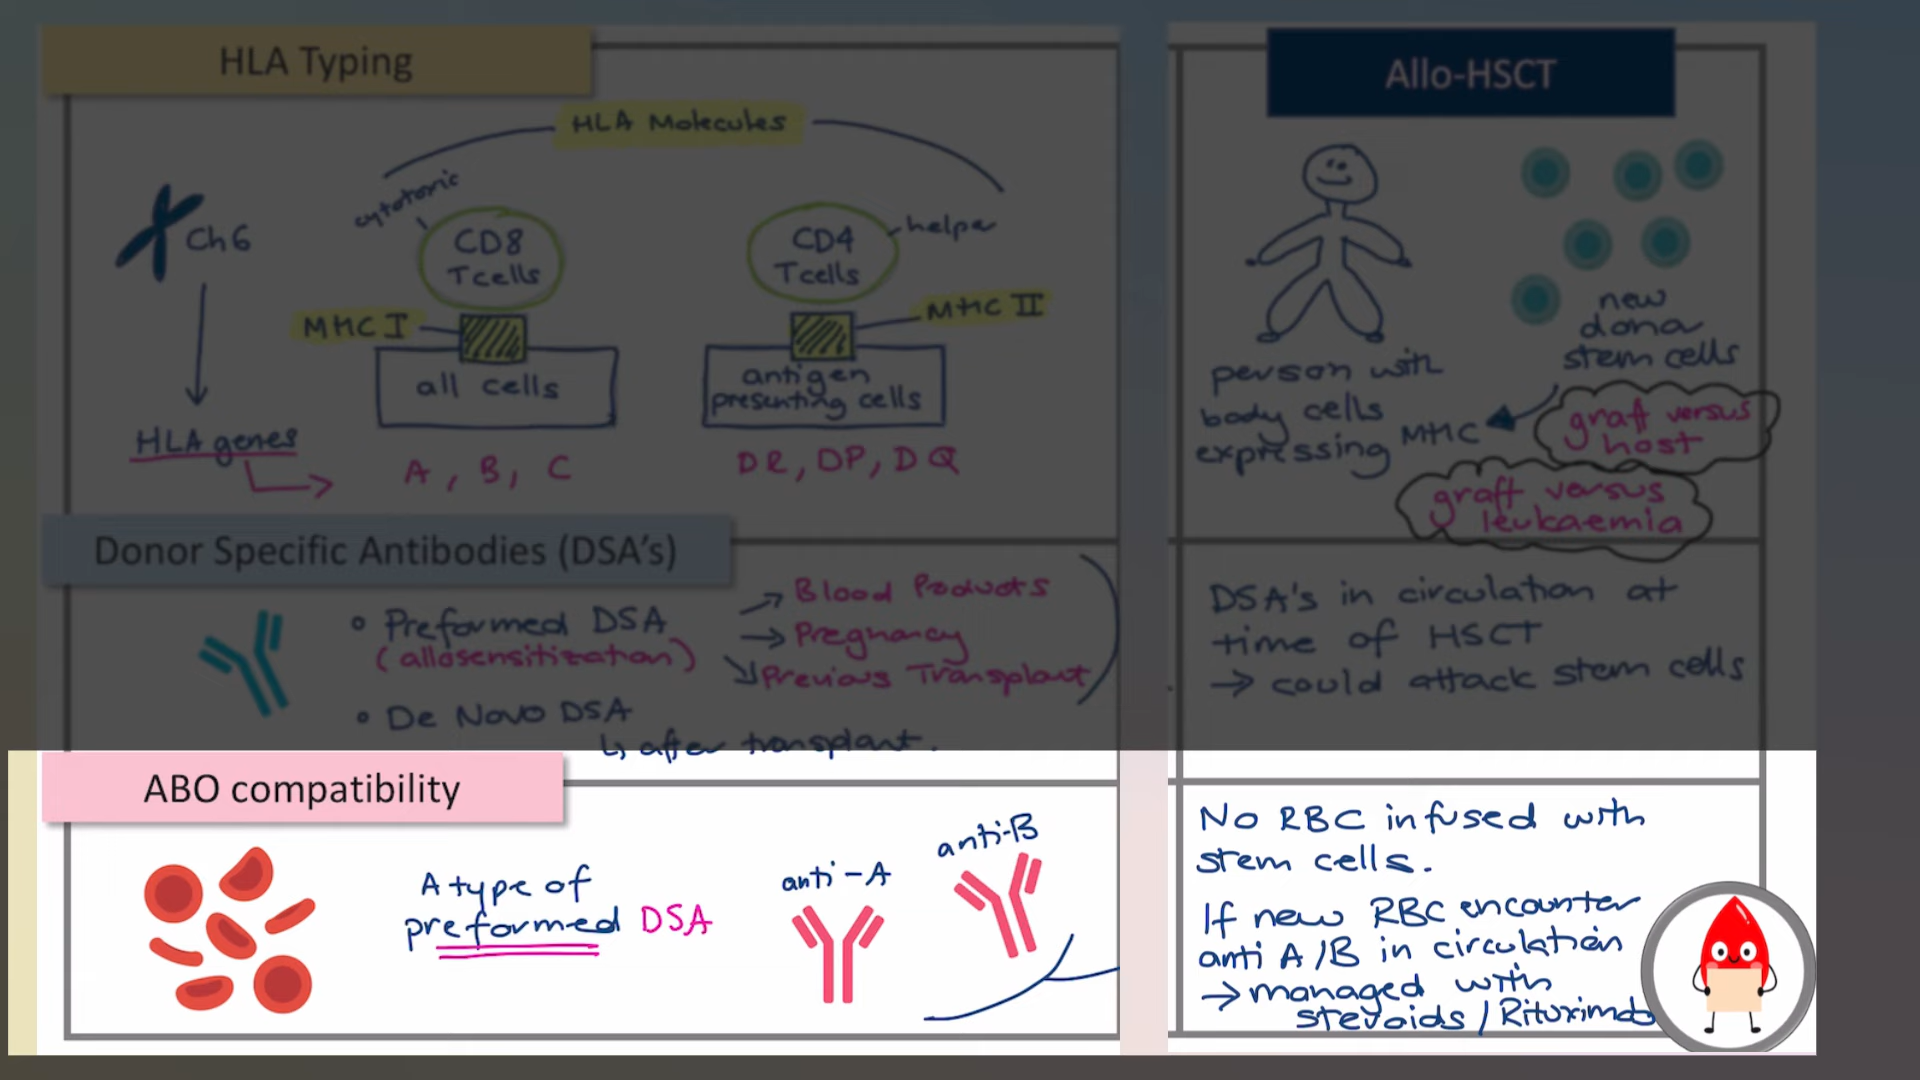 HLA Typing
HLA Molecules
Ch 6
HLA genes
cytotoxic
CD8
T cells
MHC I
all cells
A, B, C
CD4
T cells
helper
MHC II
antigen
presenting cells
DR, DP, DQ
Allo-HSCT
person with
body cells
expressing MHC
new
donor
stem cells
graft versus
host
graft versus
leukaemia
Donor Specific Antibodies (DSA's)
• Preformed DSA
(allosensitization)
→ Blood Products
→ Pregnancy
↘ Previous Transplant
• De Novo DSA
↳ after transplant.
DSA's in circulation at
time of HSCT
→ could attack stem cells
ABO compatibility
A type of
preformed DSA
anti-A
anti-B
No RBC infused with
stem cells.
If new RBC encounter
anti A/B in circulation
→ managed with
steroids / Rituximab